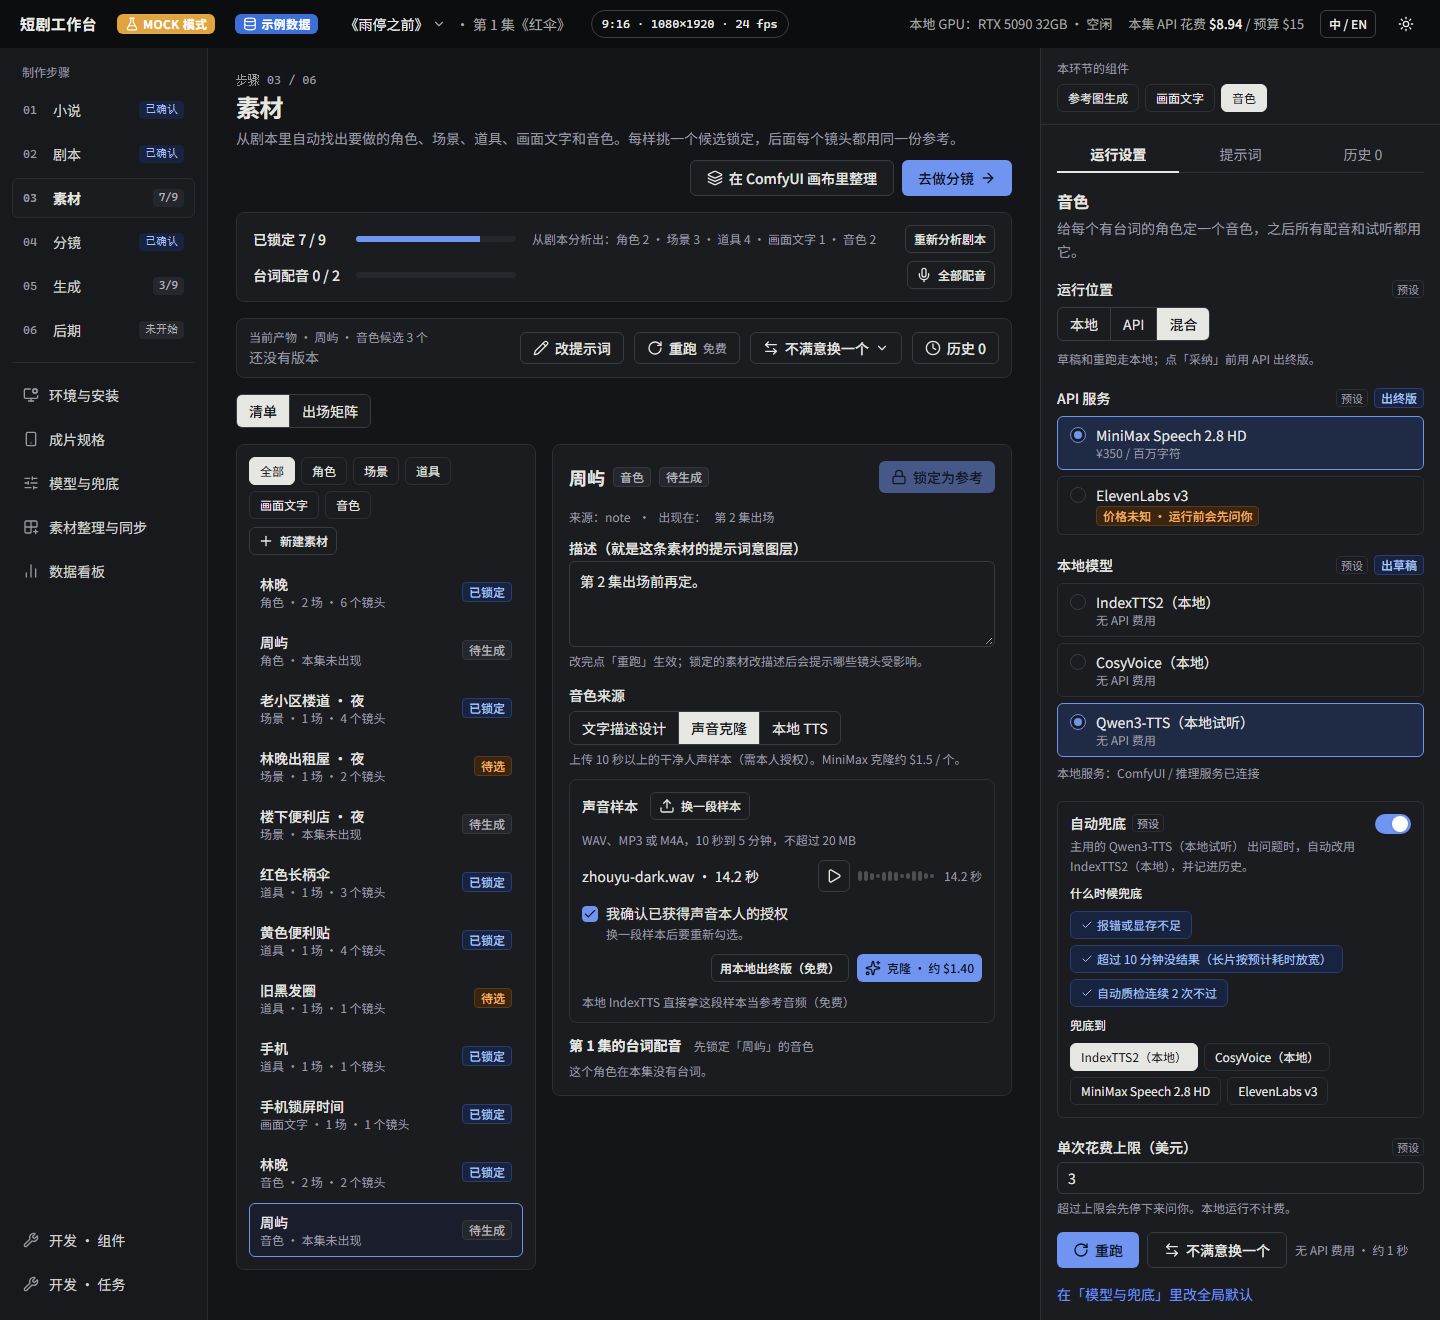 短剧工作台 MOCK 模式 示例数据 《雨停之前》 · 第 1 集《红伞》 9:16 · 1080×1920 · 24 fps 本地 GPU：RTX 5090 32GB · 空闲 本集 API 花费 $8.94 / 预算 $15 中 / EN
制作步骤
01 小说 已确认
02 剧本 已确认
03 素材 7/9
04 分镜 已确认
05 生成 3/9
06 后期 未开始
环境与安装
成片规格
模型与兜底
素材整理与同步
数据看板
开发 · 组件
开发 · 任务
步骤 03 / 06
素材
从剧本里自动找出要做的角色、场景、道具、画面文字和音色。每样挑一个候选锁定，后面每个镜头都用同一份参考。
在 ComfyUI 画布里整理 去做分镜
已锁定 7 / 9 从剧本分析出：角色 2 · 场景 3 · 道具 4 · 画面文字 1 · 音色 2 重新分析剧本
台词配音 0 / 2 全部配音
当前产物 · 周屿 · 音色候选 3 个
还没有版本
改提示词 重跑 免费 不满意换一个 历史 0
清单 出场矩阵
全部 角色 场景 道具
画面文字 音色
新建素材
林晚
角色 · 2 场 · 6 个镜头 已锁定
周屿
角色 · 本集未出现 待生成
老小区楼道 · 夜
场景 · 1 场 · 4 个镜头 已锁定
林晚出租屋 · 夜
场景 · 1 场 · 2 个镜头 待选
楼下便利店 · 夜
场景 · 本集未出现 待生成
红色长柄伞
道具 · 1 场 · 3 个镜头 已锁定
黄色便利贴
道具 · 1 场 · 4 个镜头 已锁定
旧黑发圈
道具 · 1 场 · 1 个镜头 待选
手机
道具 · 1 场 · 1 个镜头 已锁定
手机锁屏时间
画面文字 · 1 场 · 1 个镜头 已锁定
林晚
音色 · 2 场 · 2 个镜头 已锁定
周屿
音色 · 本集未出现 待生成
周屿 音色 待生成 锁定为参考
来源：note · 出现在： 第 2 集出场
描述（就是这条素材的提示词意图层）
第 2 集出场前再定。
改完点「重跑」生效；锁定的素材改描述后会提示哪些镜头受影响。
音色来源
文字描述设计 声音克隆 本地 TTS
上传 10 秒以上的干净人声样本（需本人授权）。MiniMax 克隆约 $1.5 / 个。
声音样本 换一段样本
WAV、MP3 或 M4A，10 秒到 5 分钟，不超过 20 MB
zhouyu-dark.wav · 14.2 秒 14.2 秒
我确认已获得声音本人的授权
换一段样本后要重新勾选。
用本地出终版（免费） 克隆 · 约 $1.40
本地 IndexTTS 直接拿这段样本当参考音频（免费）
第 1 集的台词配音 先锁定「周屿」的音色
这个角色在本集没有台词。
本环节的组件
参考图生成 画面文字 音色
运行设置 提示词 历史 0
音色
给每个有台词的角色定一个音色，之后所有配音和试听都用
它。
运行位置 预设
本地 API 混合
草稿和重跑走本地；点「采纳」前用 API 出终版。
API 服务 预设 出终版
MiniMax Speech 2.8 HD
¥350 / 百万字符
ElevenLabs v3
价格未知 · 运行前会先问你
本地模型 预设 出草稿
IndexTTS2（本地）
无 API 费用
CosyVoice（本地）
无 API 费用
Qwen3-TTS（本地试听）
无 API 费用
本地服务：ComfyUI / 推理服务已连接
自动兜底 预设
主用的 Qwen3-TTS（本地试听） 出问题时，自动改用
IndexTTS2（本地），并记进历史。
什么时候兜底
报错或显存不足
超过 10 分钟没结果（长片按预计耗时放宽）
自动质检连续 2 次不过
兜底到
IndexTTS2（本地） CosyVoice（本地）
MiniMax Speech 2.8 HD ElevenLabs v3
单次花费上限（美元） 预设
3
超过上限会先停下来问你。本地运行不计费。
重跑 不满意换一个 无 API 费用 · 约 1 秒
在「模型与兜底」里改全局默认